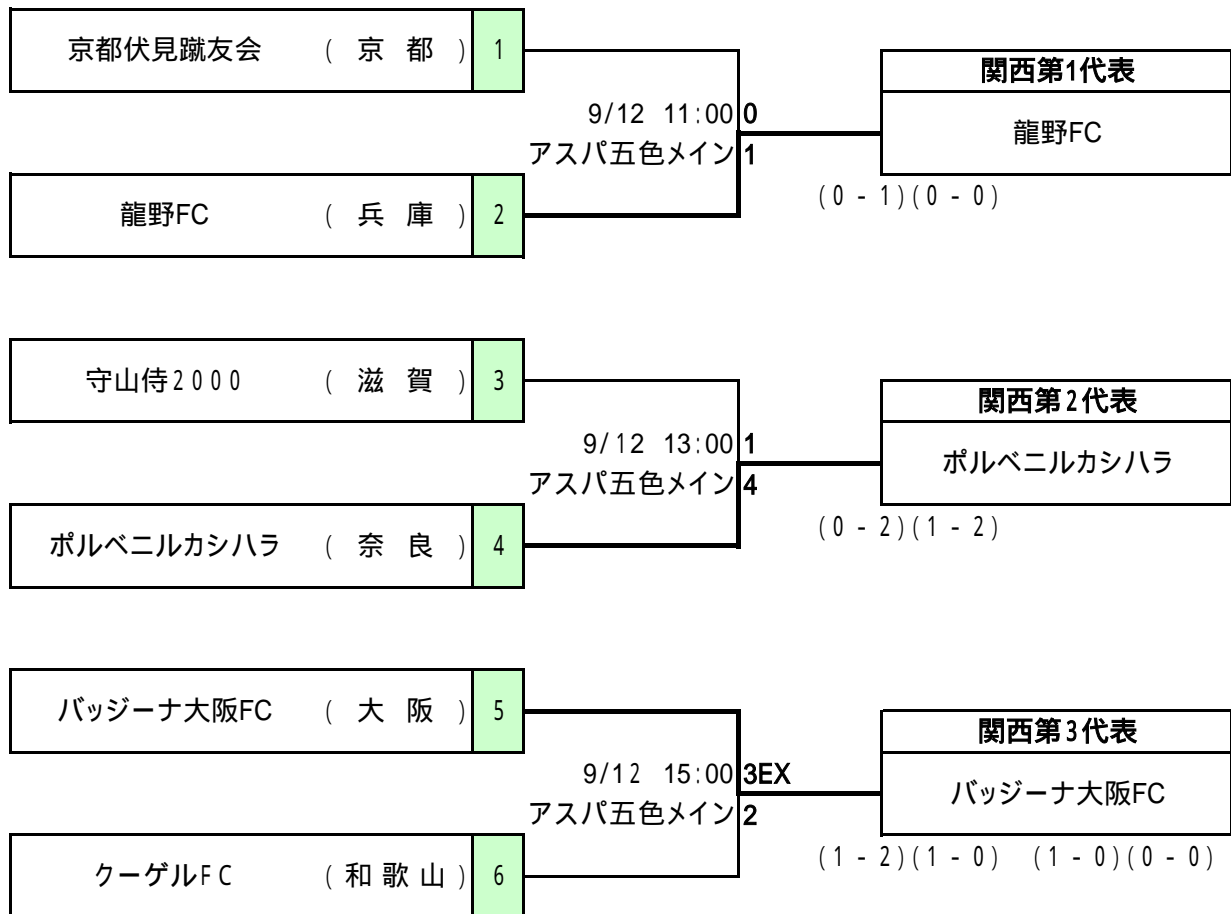 京都伏見蹴友会 (京都) 1
関西第1代表
9/12 11:00 0
龍野FC
アスパ五色メイン 1
龍野FC (兵庫) 2
(0-1)(0-0)
守山侍2000 (滋賀) 3
関西第2代表
9/12 13:00 1
ポルベニルカシハラ
アスパ五色メイン 4
(0-2)(1-2)
ポルベニルカシハラ (奈良) 4
バッジーナ大阪FC (大阪) 5
関西第3代表
9/12 15:00 3EX
バッジーナ大阪FC
アスパ五色メイン 2
(1-2)(1-0) (1-0)(0-0)
クーゲルFC (和歌山) 6